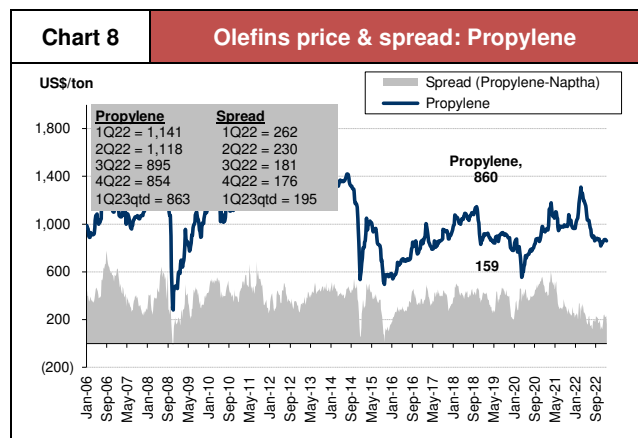 Chart 8
Olefins price & spread: Propylene
US$/ton
Spread (Propylene-Naptha)
Propylene
Propylene Spread
1Q22 = 1,141 1Q22 = 262
2Q22 = 1,118 2Q22 = 230
3Q22 = 895 3Q22 = 181
4Q22 = 854 4Q22 = 176
1Q23qtd = 863 1Q23qtd = 195
Propylene,
860
159
1,800
1,400
1,000
600
200
(200)
Jan-06
Sep-06
May-07
Jan-08
Sep-08
May-09
Jan-10
Sep-10
May-11
Jan-12
Sep-12
May-13
Jan-14
Sep-14
May-15
Jan-16
Sep-16
May-17
Jan-18
Sep-18
May-19
Jan-20
Sep-20
May-21
Jan-22
Sep-22